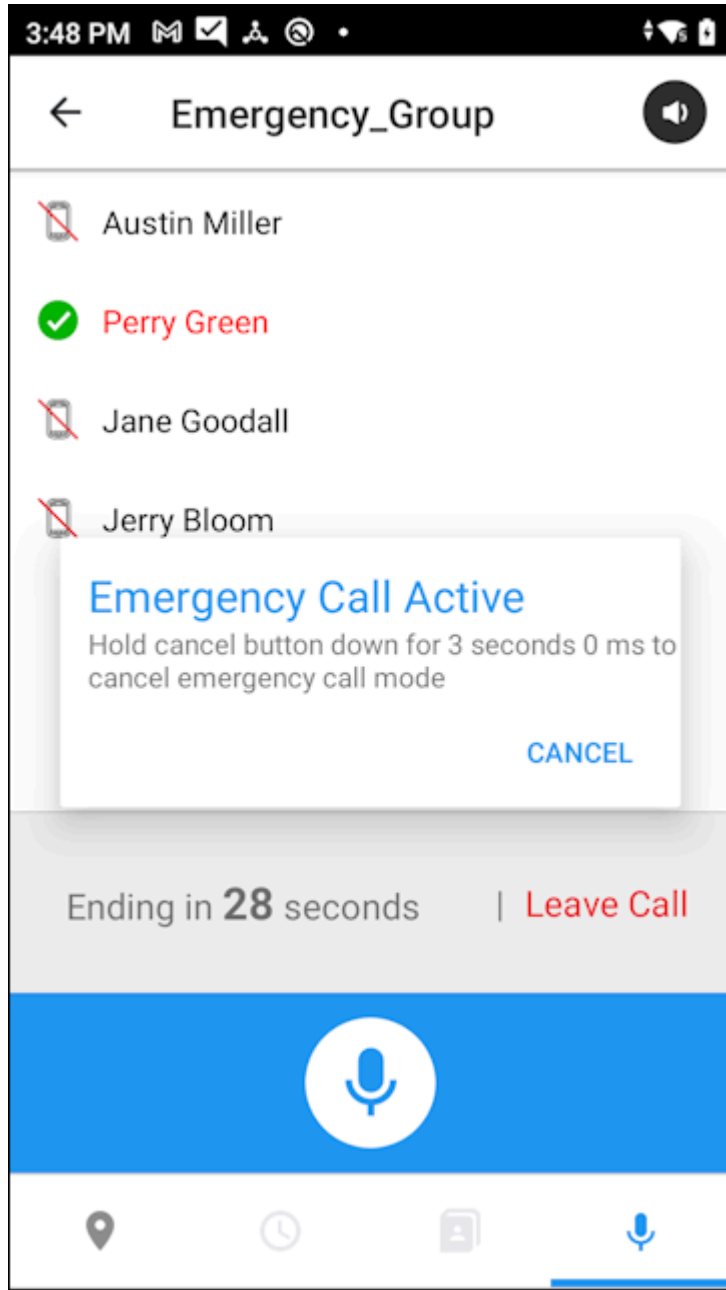 3:48 PM
Emergency_Group
Austin Miller
Perry Green
Jane Goodall
Jerry Bloom
Emergency Call Active
Hold cancel button down for 3 seconds 0 ms to
cancel emergency call mode
CANCEL
Ending in 28 seconds | Leave Call